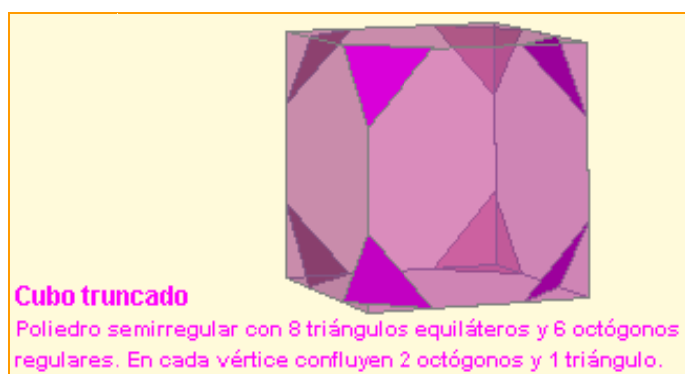 Cubo truncado
Poliedro semirregular con 8 triángulos equiláteros y 6 octógonos
regulares. En cada vértice confluyen 2 octógonos y 1 triángulo.